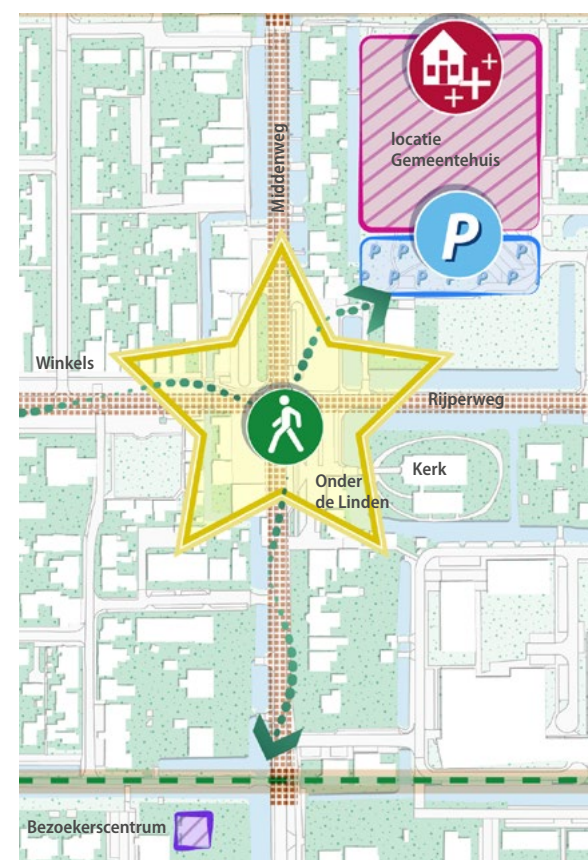 locatie
Gemeentehuis
Middenweg
P
P P P P
P P P P P
Winkels
Rijperweg
Kerk
Onder
de Linden
Bezoekerscentrum